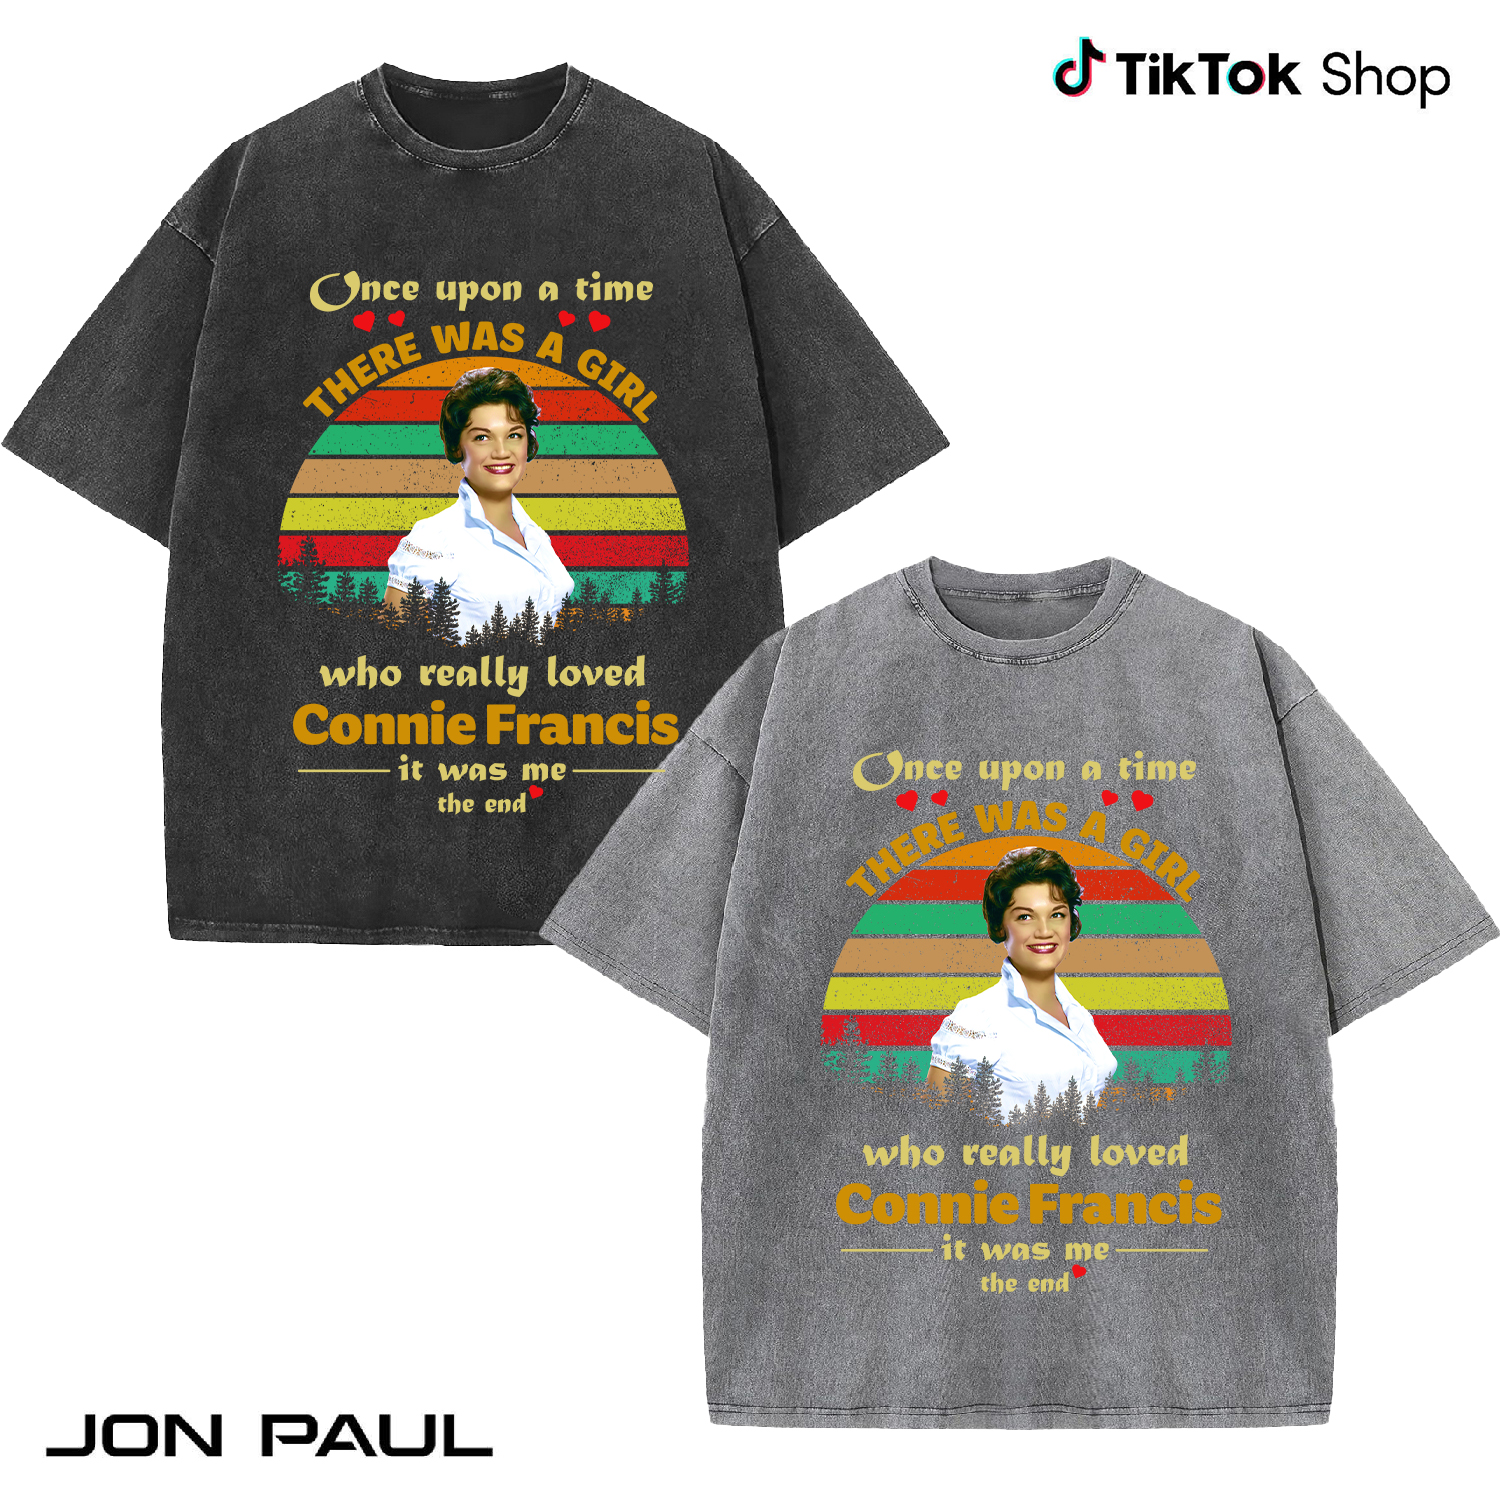 TikTok Shop
Once upon a time
THERE WAS A GIRL
who really loved
Connie Francis
it was me
the end
Once upon a time
THERE WAS A GIRL
who really loved
Connie Francis
it was me
the end
JON PAUL